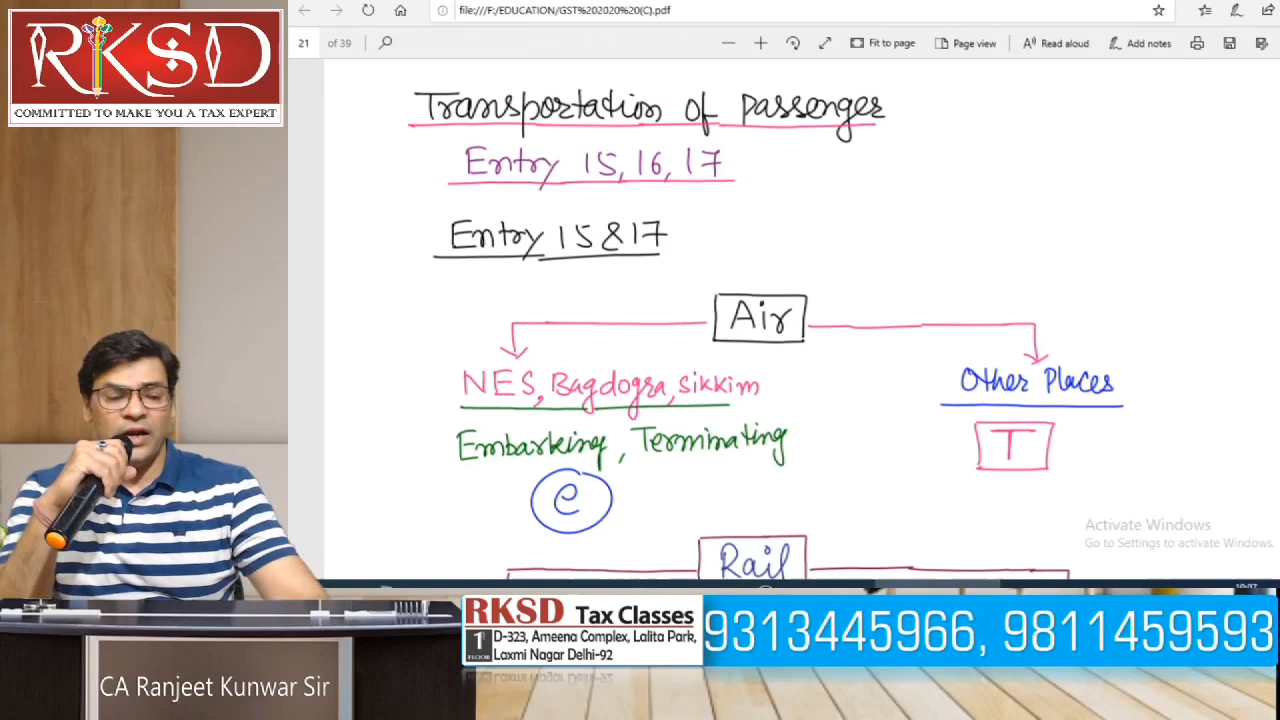 RKSD
COMMITTED TO MAKE YOU A TAX EXPERT
file:///F:/EDUCATION/GST%202020%20(C).pdf
21 of 39
Fit to page
Page view
Read aloud
Add notes
Transportation of passenger
Entry 15, 16, 17
Entry 15 & 17
Air
NES, Bagdogra, Sikkim
Other Places
Embarking, Terminating
T
e
Activate Windows
Go to Settings to activate Windows.
Rail
CA Ranjeet Kunwar Sir
RKSD Tax Classes
1st FLOOR
D-323, Ameena Complex, Lalita Park,
Laxmi Nagar Delhi-92
9313445966, 9811459593